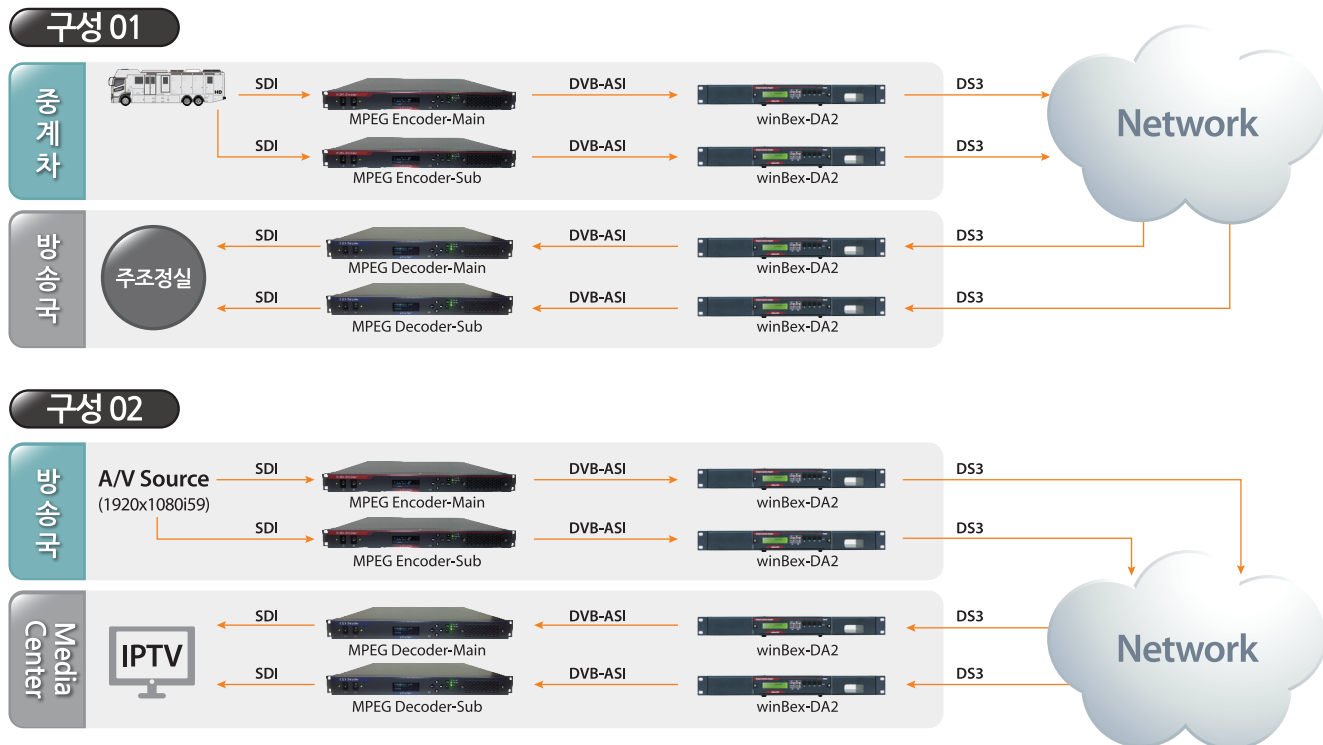 구성 01
중계차
HD
SDI
MPEG Encoder-Main
DVB-ASI
winBex-DA2
DS3
SDI
MPEG Encoder-Sub
DVB-ASI
winBex-DA2
DS3
Network
방송국
주조정실
SDI
MPEG Decoder-Main
DVB-ASI
winBex-DA2
DS3
SDI
MPEG Decoder-Sub
DVB-ASI
winBex-DA2
DS3
구성 02
방송국
A/V Source
(1920x1080i59)
SDI
MPEG Encoder-Main
DVB-ASI
winBex-DA2
DS3
SDI
MPEG Encoder-Sub
DVB-ASI
winBex-DA2
DS3
Media
Center
IPTV
SDI
MPEG Decoder-Main
DVB-ASI
winBex-DA2
DS3
SDI
MPEG Decoder-Sub
DVB-ASI
winBex-DA2
DS3
Network